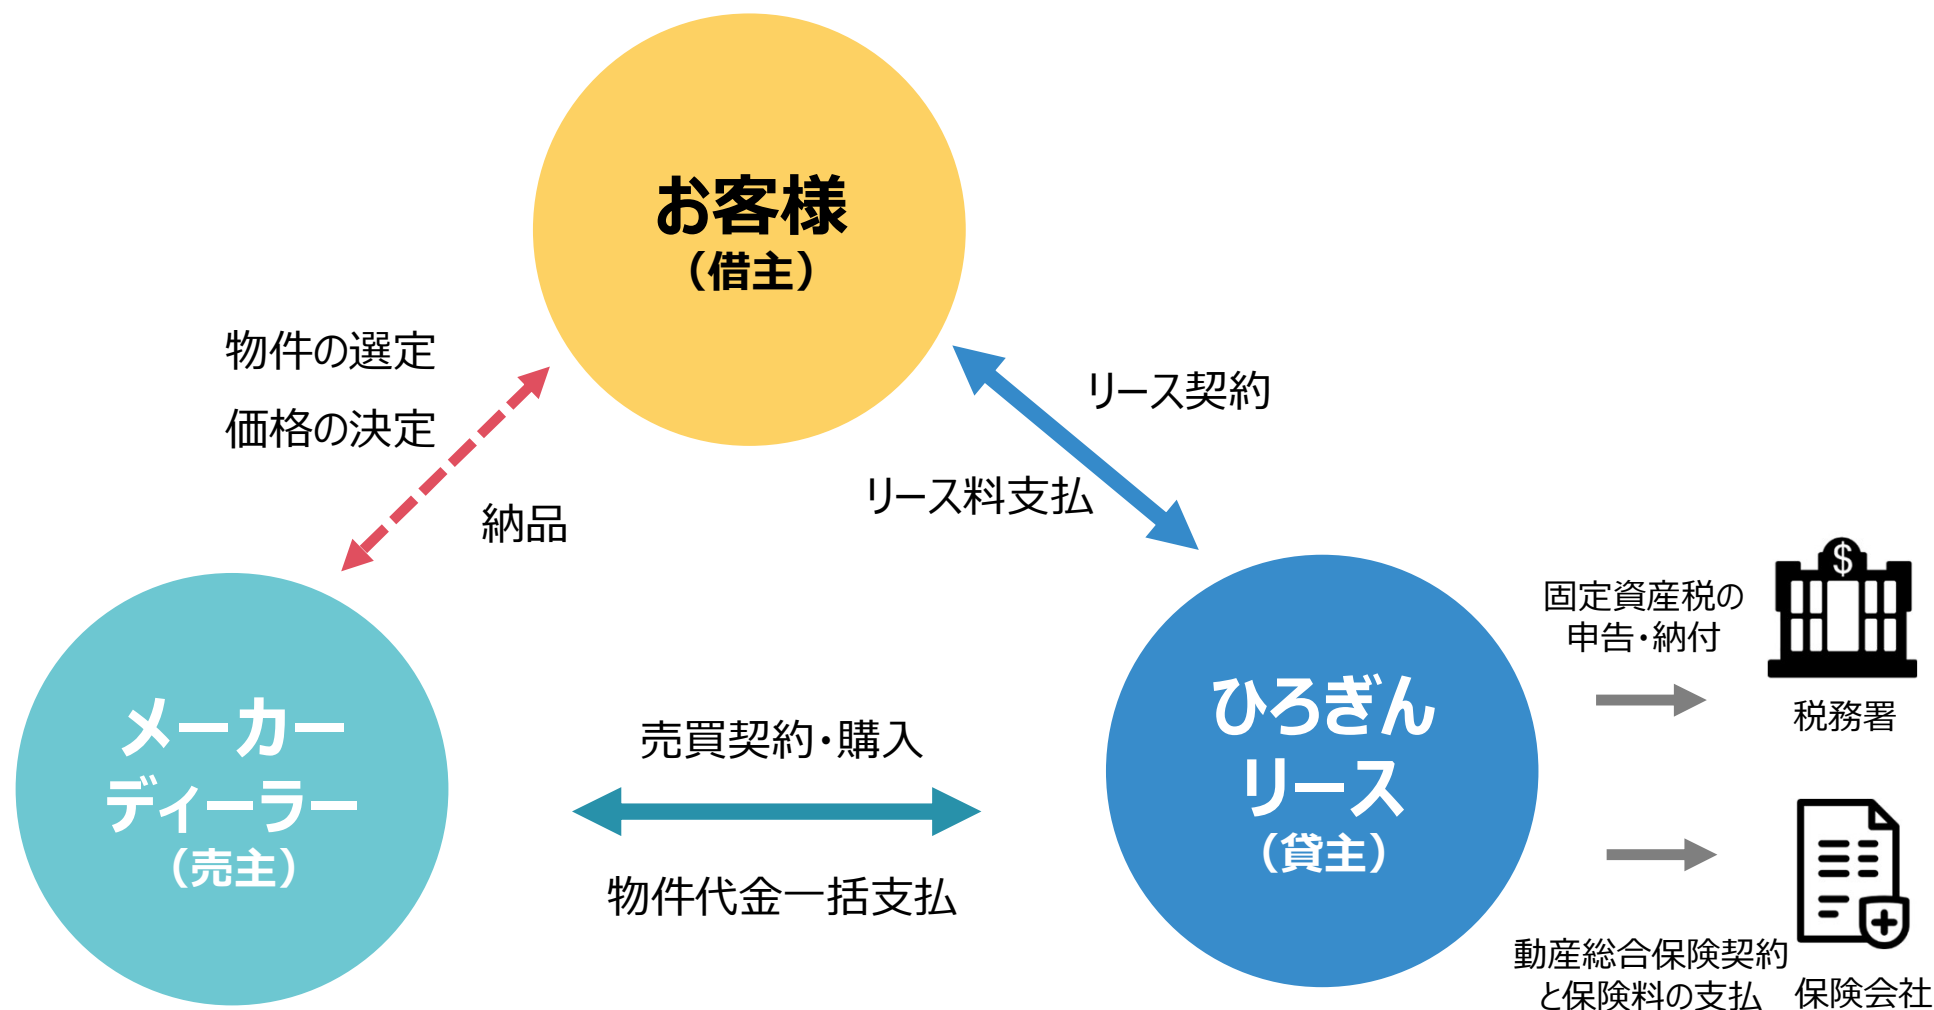 お客様
（借主）
物件の選定
価格の決定
納品
リース契約
リース料支払
メーカー
ディーラー
（売主）
売買契約・購入
物件代金一括支払
ひろぎん
リース
（貸主）
固定資産税の
申告・納付
$
税務署
動産総合保険契約
と保険料の支払
保険会社